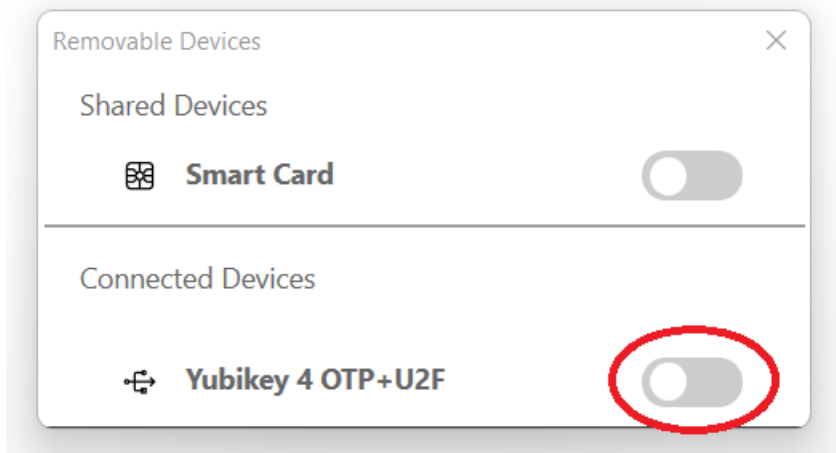 Removable Devices
Shared Devices
Smart Card
Connected Devices
Yubikey 4 OTP+U2F